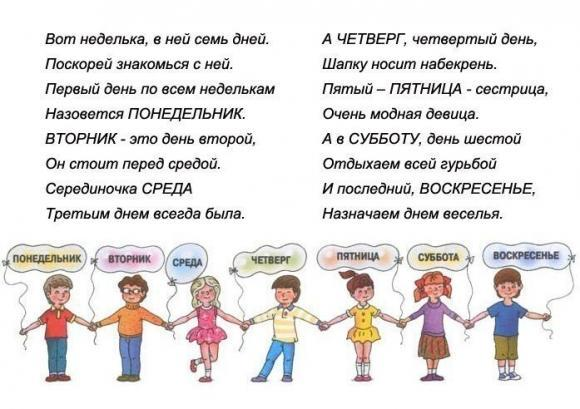 Вот неделька, в ней семь дней.
Поскорей знакомься с ней.
Первый день по всем неделькам
Назовется ПОНЕДЕЛЬНИК.
ВТОРНИК - это день второй,
Он стоит перед средой.
Серединочка СРЕДА
Третьим днем всегда была.
А ЧЕТВЕРГ, четвертый день,
Шапку носит набекрень.
Пятый – ПЯТНИЦА - сестрица,
Очень модная девица.
А в СУББОТУ, день шестой
Отдыхаем всей гурьбой
И последний, ВОСКРЕСЕНЬЕ,
Назначаем днем веселья.
ПОНЕДЕЛЬНИК
ВТОРНИК
СРЕДА
ЧЕТВЕРГ
ПЯТНИЦА
СУББОТА
ВОСКРЕСЕНЬЕ